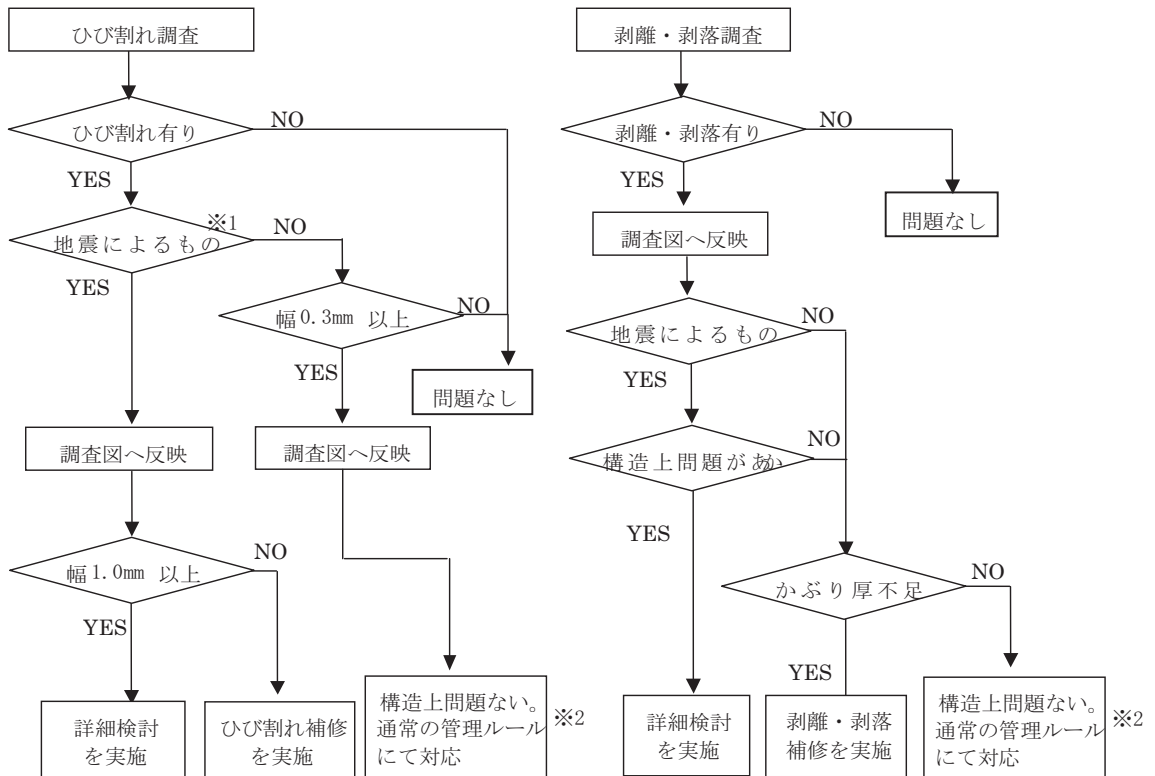 ひび割れ調査
ひび割れ有り
NO
YES
地震によるもの
※1
NO
YES
幅0.3mm 以上
NO
YES
問題なし
調査図へ反映
調査図へ反映
幅1.0mm 以上
NO
YES
詳細検討
を実施
ひび割れ補修
を実施
構造上問題ない。
通常の管理ルール
にて対応
※2
剥離・剥落調査
剥離・剥落有り
NO
YES
問題なし
調査図へ反映
地震によるもの
NO
YES
構造上問題があか
NO
YES
かぶり厚不足
NO
YES
詳細検討
を実施
剥離・剥落
補修を実施
構造上問題ない。
通常の管理ルール
にて対応
※2